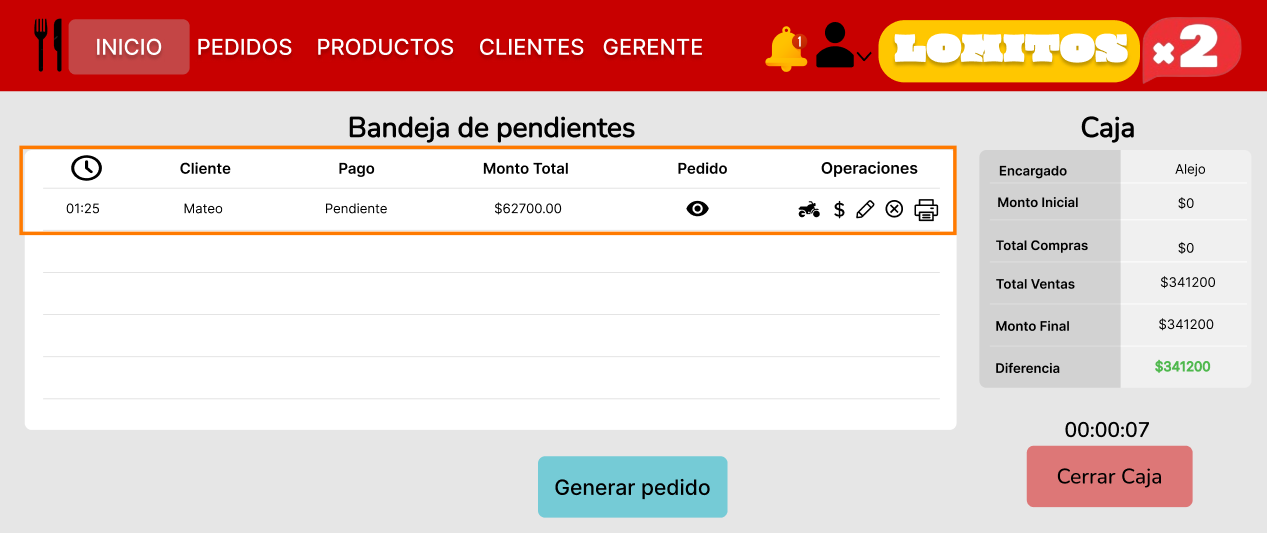 INICIO PEDIDOS PRODUCTOS CLIENTES GERENTE 1 LOMITOS x2
Bandeja de pendientes
Cliente Pago Monto Total Pedido Operaciones
01:25 Mateo Pendiente $62700.00 $
Generar pedido
Caja
Encargado Alejo
Monto Inicial $0
Total Compras $0
Total Ventas $341200
Monto Final $341200
Diferencia $341200
00:00:07
Cerrar Caja